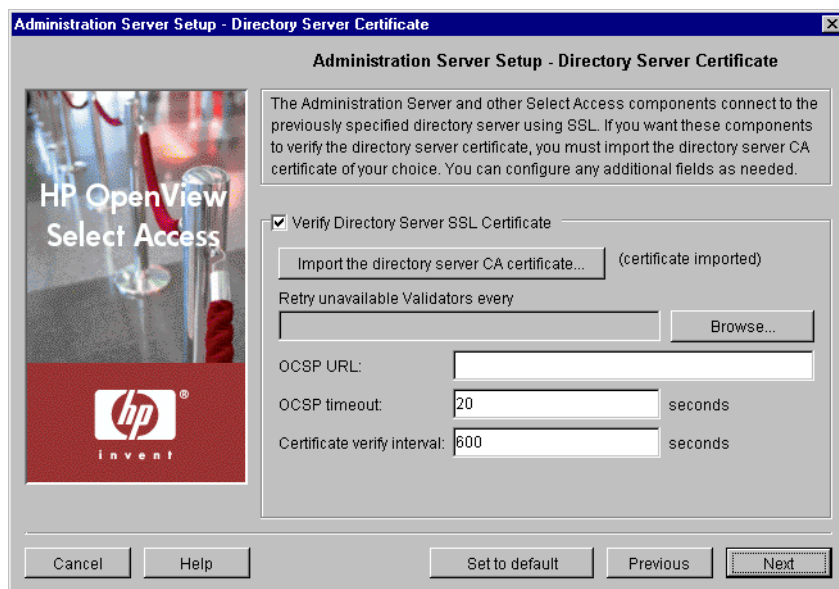 Administration Server Setup - Directory Server Certificate
Administration Server Setup - Directory Server Certificate
HP OpenView
Select Access
hp
®
invent
The Administration Server and other Select Access components connect to the
previously specified directory server using SSL. If you want these components
to verify the directory server certificate, you must import the directory server CA
certificate of your choice. You can configure any additional fields as needed.
Verify Directory Server SSL Certificate
Import the directory server CA certificate... (certificate imported)
Retry unavailable Validators every
Browse...
OCSP URL:
OCSP timeout: 20 seconds
Certificate verify interval: 600 seconds
Cancel Help Set to default Previous Next